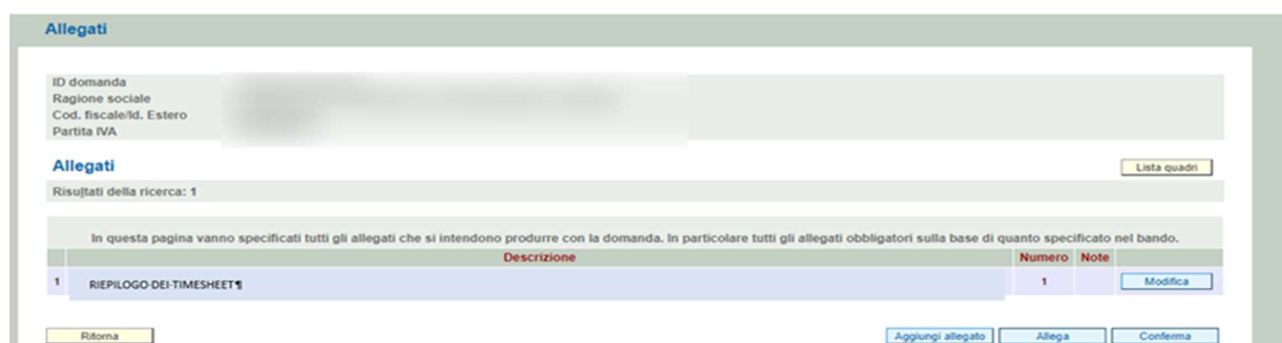 Allegati
ID domanda
Ragione sociale
Cod. fiscale/Id. Estero
Partita IVA
Allegati
Lista quadri
Risultati della ricerca: 1
In questa pagina vanno specificati tutti gli allegati che si intendono produrre con la domanda. In particolare tutti gli allegati obbligatori sulla base di quanto specificato nel bando.
Descrizione Numero Note
1 RIEPILOGO·DEI·TIMESHEET¶ 1 Modifica
Ritorna Aggiungi allegato Allega Conferma